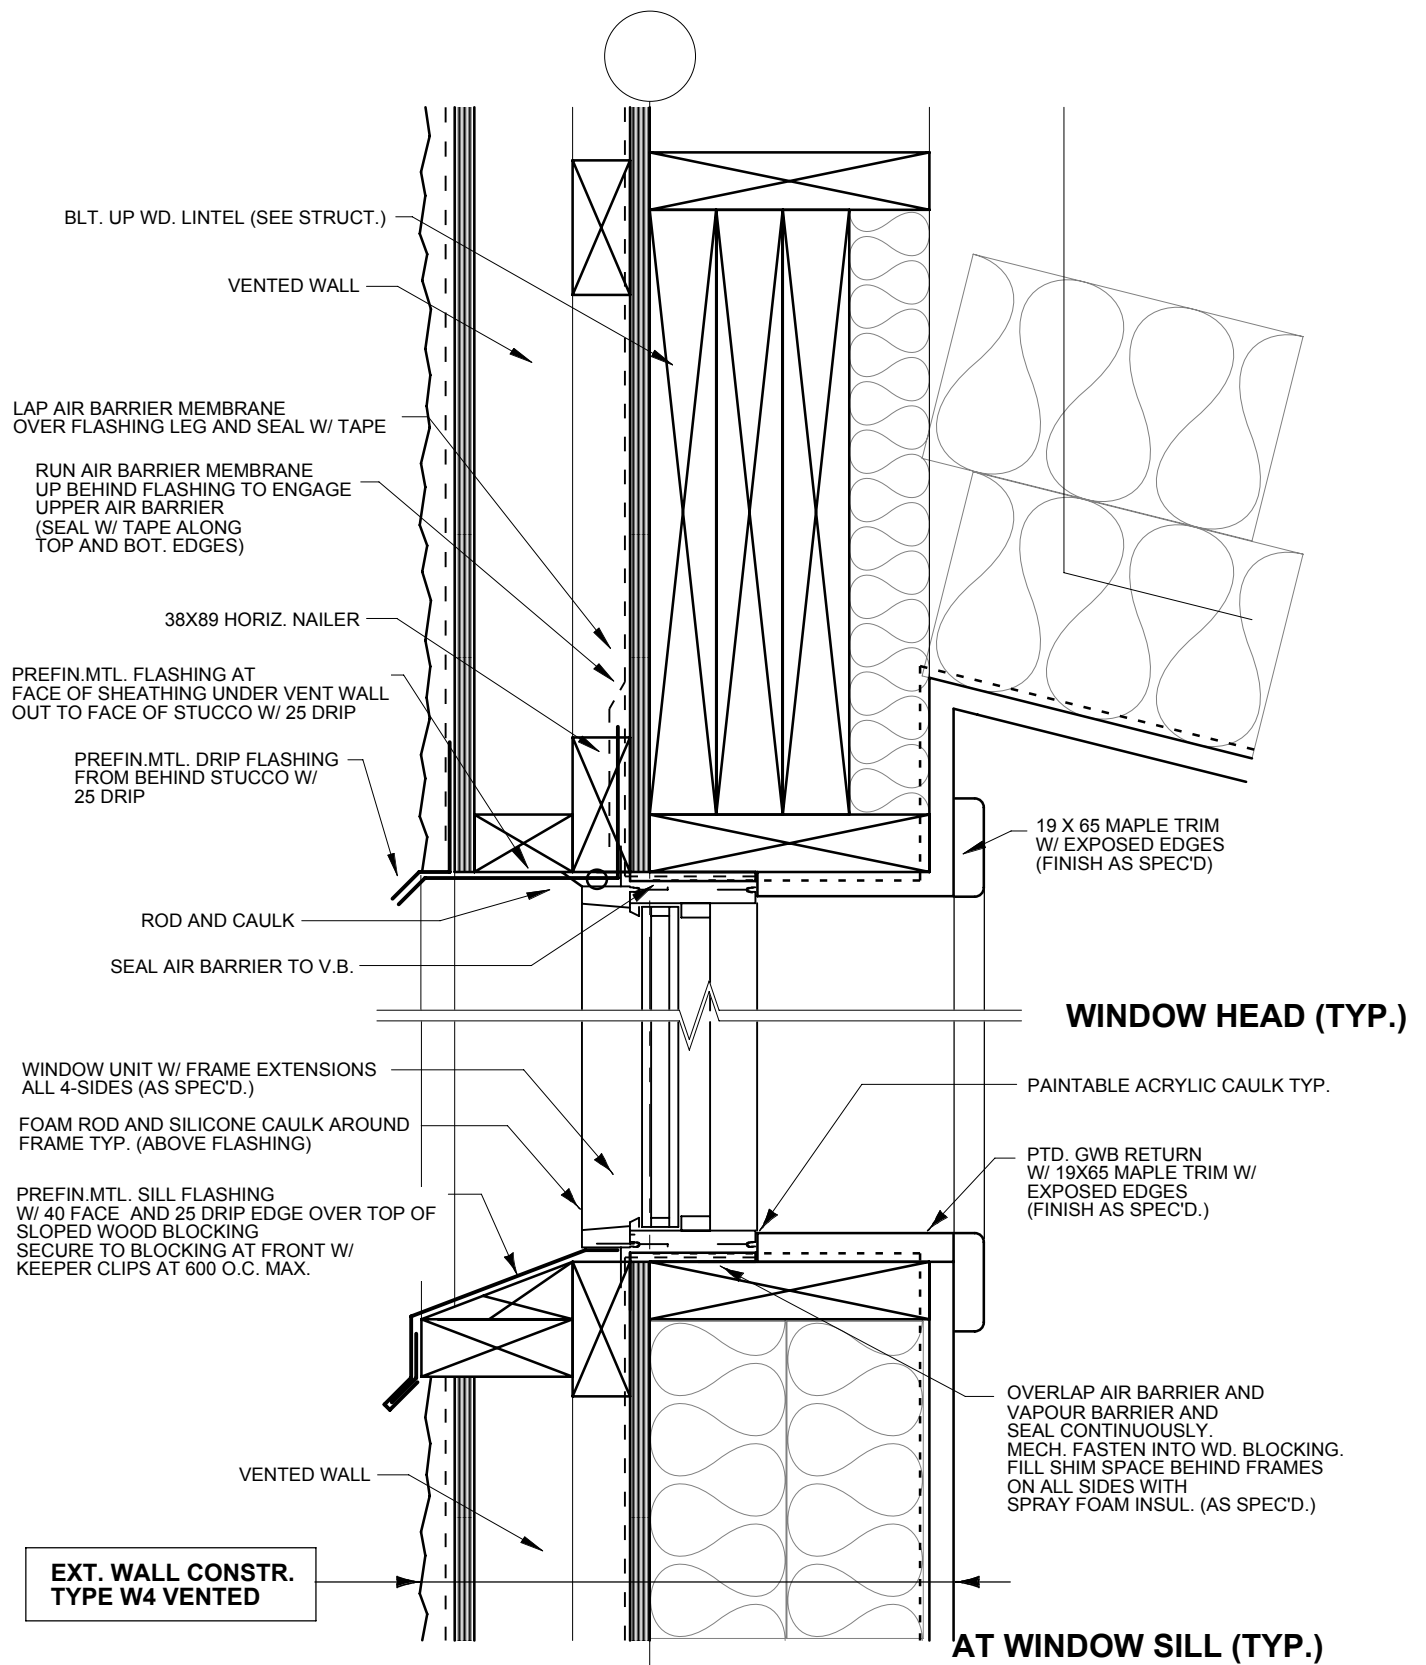 BLT. UP WD. LINTEL (SEE STRUCT.)
VENTED WALL
LAP AIR BARRIER MEMBRANE
OVER FLASHING LEG AND SEAL W/ TAPE
RUN AIR BARRIER MEMBRANE
UP BEHIND FLASHING TO ENGAGE
UPPER AIR BARRIER
(SEAL W/ TAPE ALONG
TOP AND BOT. EDGES)
38X89 HORIZ. NAILER
PREFIN.MTL. FLASHING AT
FACE OF SHEATHING UNDER VENT WALL
OUT TO FACE OF STUCCO W/ 25 DRIP
PREFIN.MTL. DRIP FLASHING
FROM BEHIND STUCCO W/
25 DRIP
19 X 65 MAPLE TRIM
W/ EXPOSED EDGES
(FINISH AS SPEC'D)
ROD AND CAULK
SEAL AIR BARRIER TO V.B.
WINDOW HEAD (TYP.)
WINDOW UNIT W/ FRAME EXTENSIONS
ALL 4-SIDES (AS SPEC'D.)
FOAM ROD AND SILICONE CAULK AROUND
FRAME TYP. (ABOVE FLASHING)
PREFIN.MTL. SILL FLASHING
W/ 40 FACE  AND 25 DRIP EDGE OVER TOP OF
SLOPED WOOD BLOCKING
SECURE TO BLOCKING AT FRONT W/
KEEPER CLIPS AT 600 O.C. MAX.
PAINTABLE ACRYLIC CAULK TYP.
PTD. GWB RETURN
W/ 19X65 MAPLE TRIM W/
EXPOSED EDGES
(FINISH AS SPEC'D.)
OVERLAP AIR BARRIER AND
VAPOUR BARRIER AND
SEAL CONTINUOUSLY.
MECH. FASTEN INTO WD. BLOCKING.
FILL SHIM SPACE BEHIND FRAMES
ON ALL SIDES WITH
SPRAY FOAM INSUL. (AS SPEC'D.)
VENTED WALL
EXT. WALL CONSTR.
TYPE W4 VENTED
AT WINDOW SILL (TYP.)